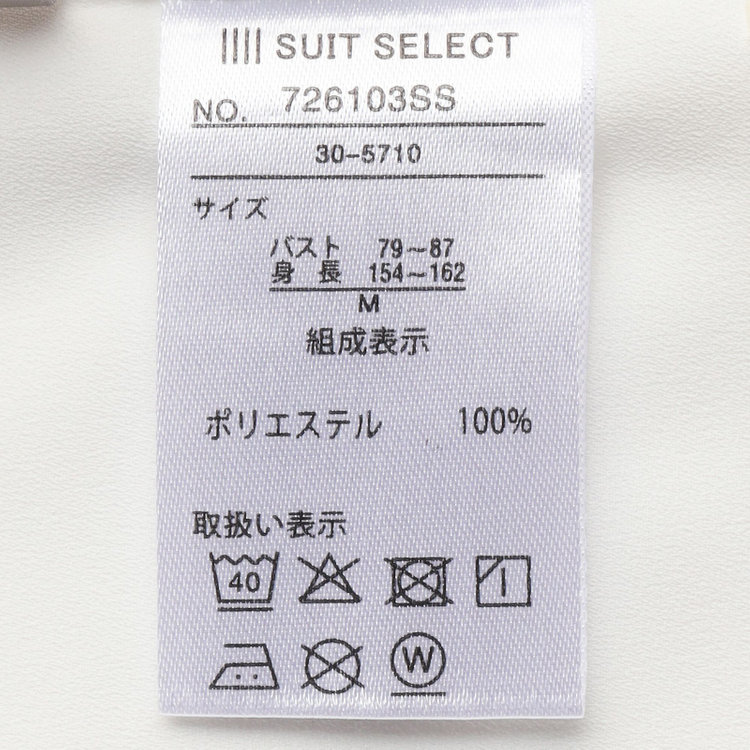 SUIT SELECT
NO. 726103SS
30-5710
サイズ
バスト 79～87
身長 154～162
M
組成表示
ポリエステル 100%
取扱い表示
40
W